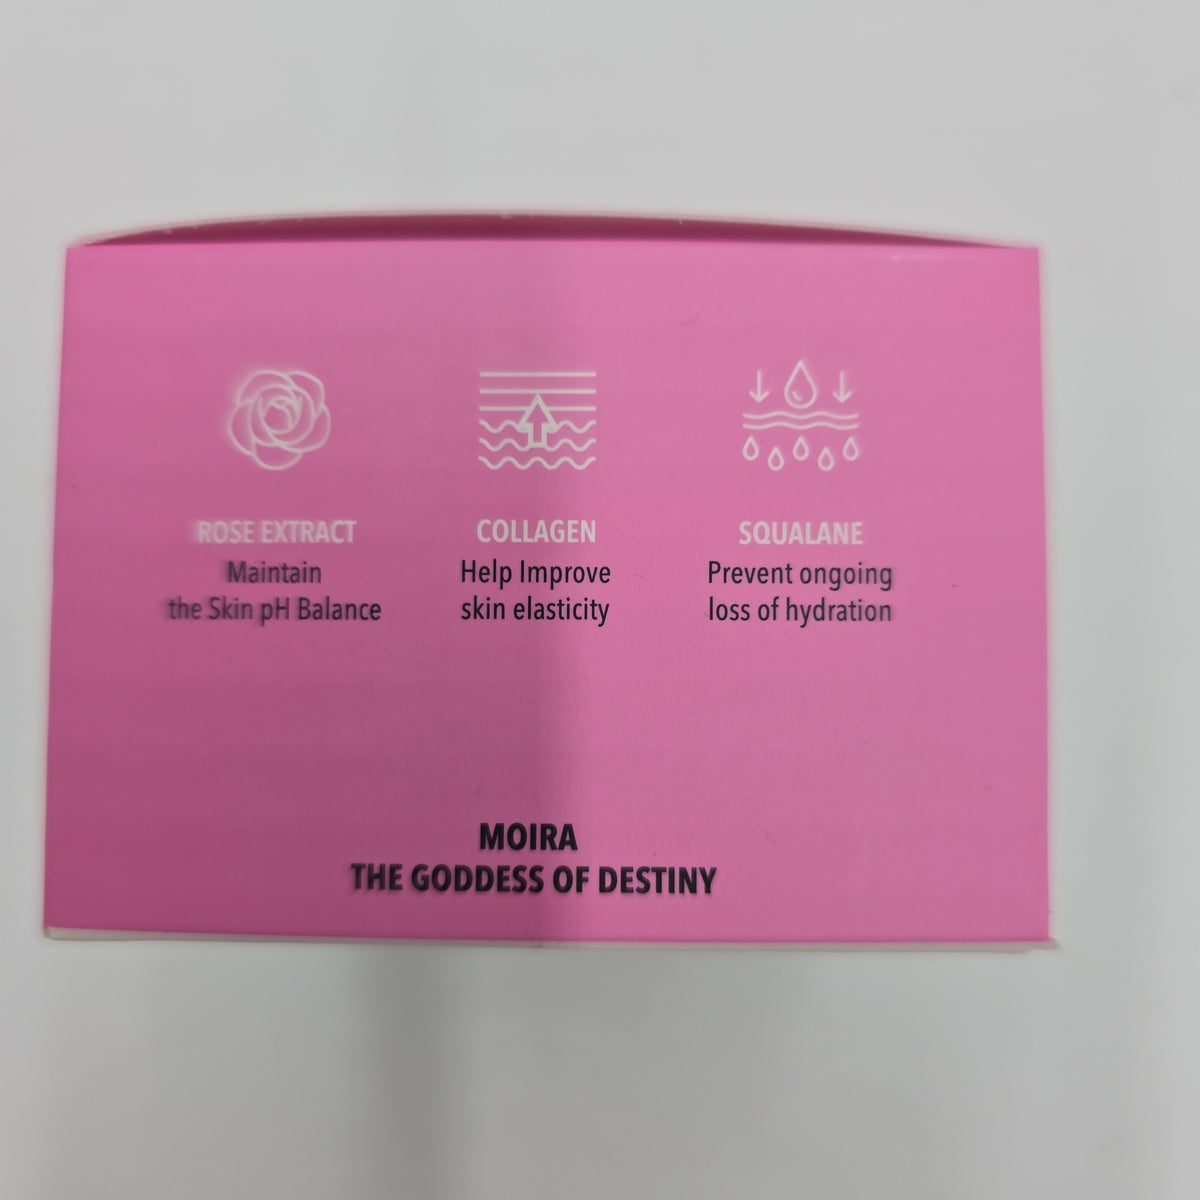 ROSE EXTRACT
Maintain
the Skin pH Balance
COLLAGEN
Help Improve
skin elasticity
SQUALANE
Prevent ongoing
loss of hydration
MOIRA
THE GODDESS OF DESTINY